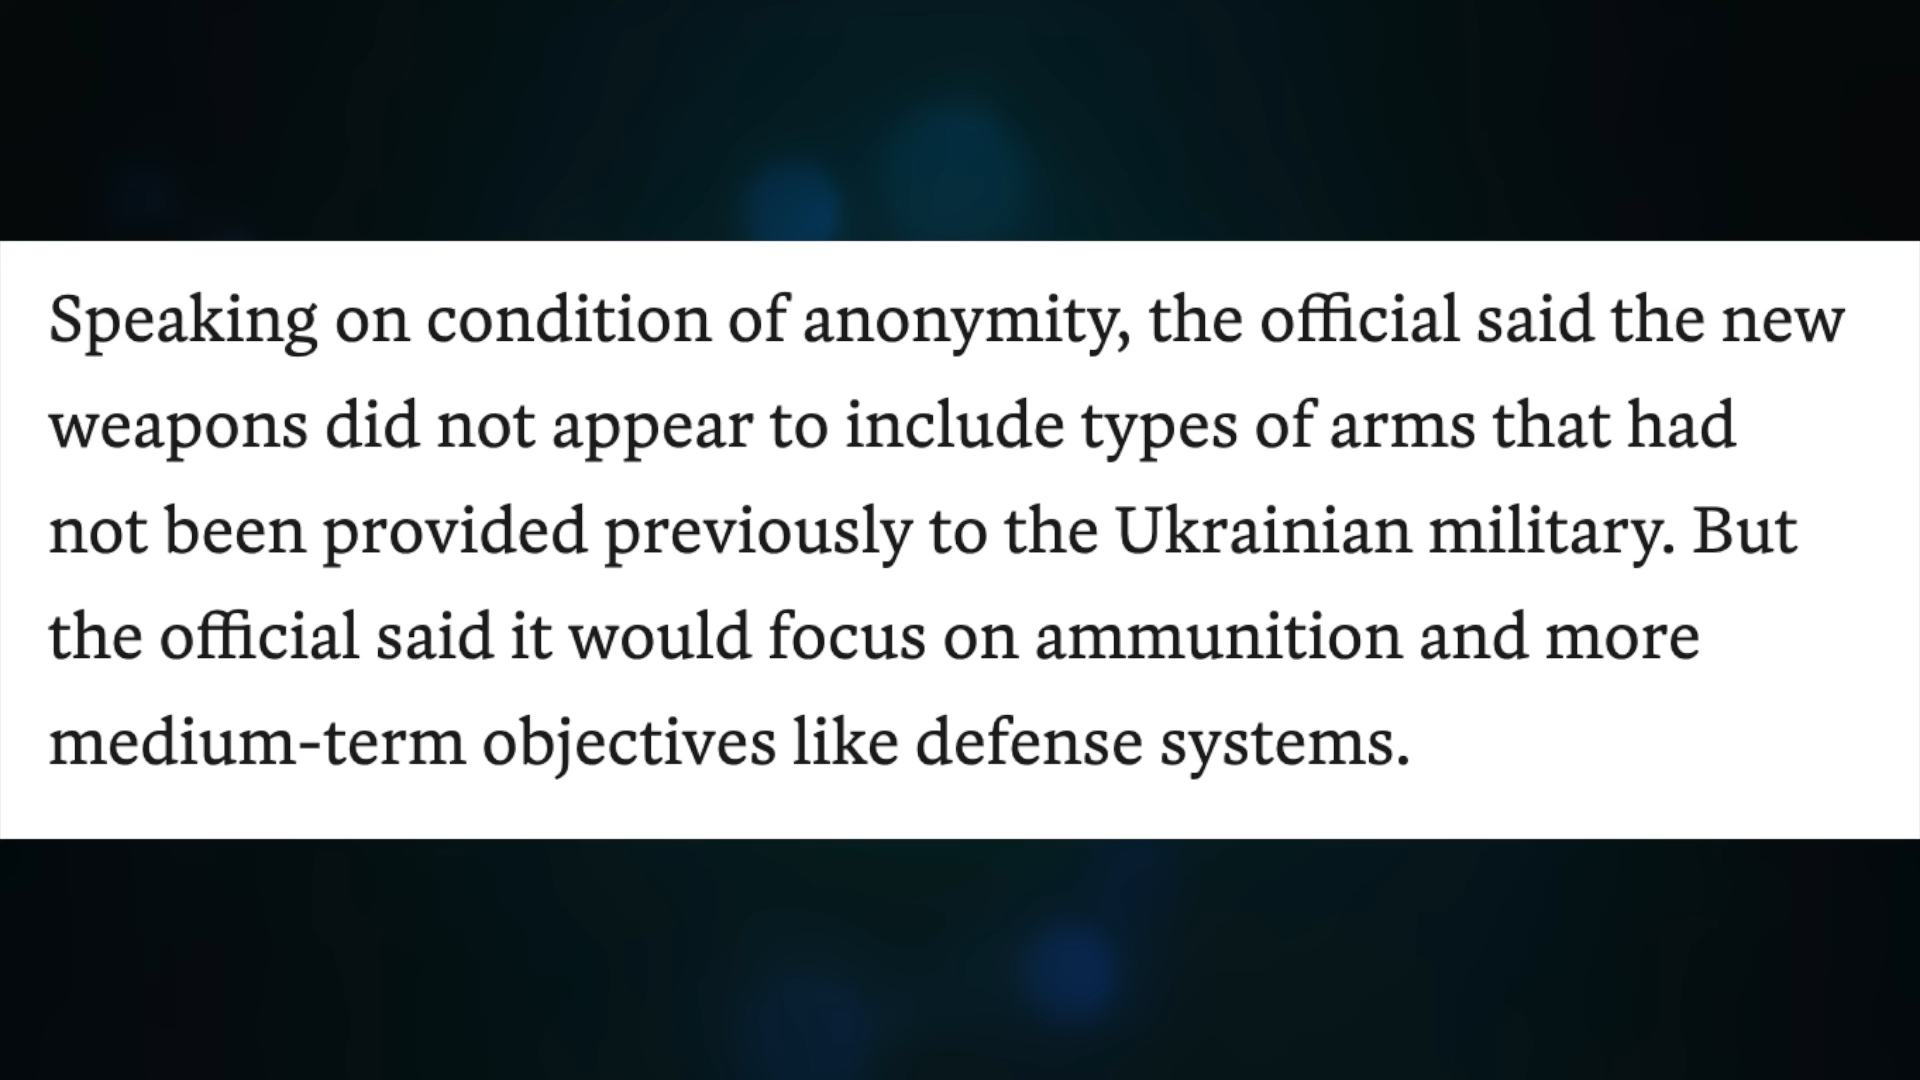 Speaking on condition of anonymity, the official said the new
weapons did not appear to include types of arms that had
not been provided previously to the Ukrainian military. But
the official said it would focus on ammunition and more
medium-term objectives like defense systems.